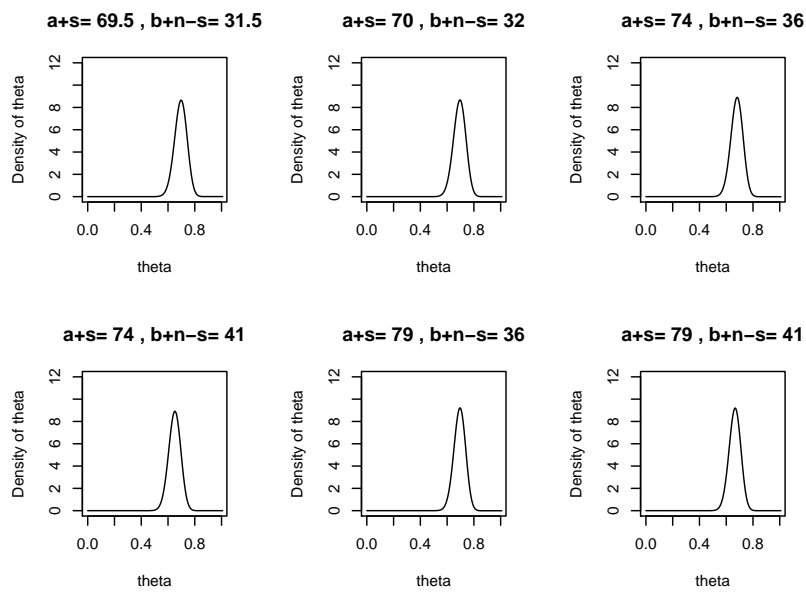 a+s= 69.5 , b+n−s= 31.5
Density of theta
12
8
6
4
2
0
0.0 0.4 0.8
theta
a+s= 70 , b+n−s= 32
Density of theta
12
8
6
4
2
0
0.0 0.4 0.8
theta
a+s= 74 , b+n−s= 36
Density of theta
12
8
6
4
2
0
0.0 0.4 0.8
theta
a+s= 74 , b+n−s= 41
Density of theta
12
8
6
4
2
0
0.0 0.4 0.8
theta
a+s= 79 , b+n−s= 36
Density of theta
12
8
6
4
2
0
0.0 0.4 0.8
theta
a+s= 79 , b+n−s= 41
Density of theta
12
8
6
4
2
0
0.0 0.4 0.8
theta